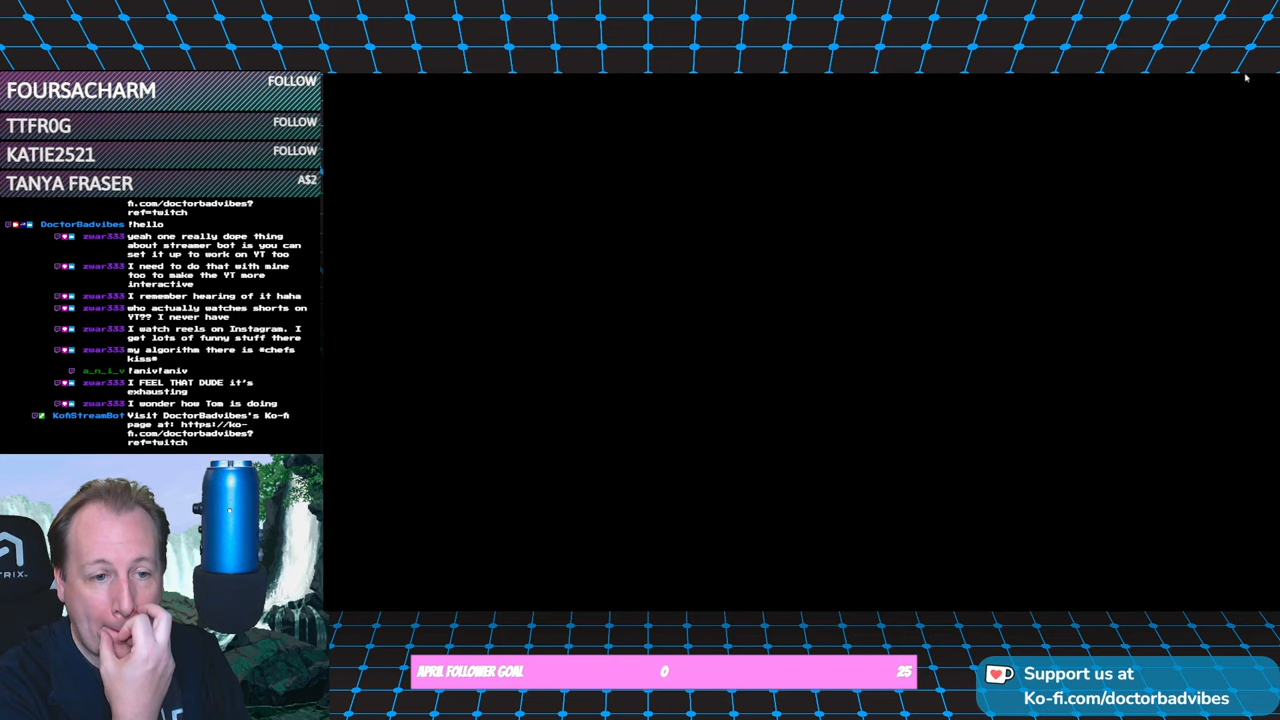 FOURSACHARM FOLLOW
TTFR0G FOLLOW
KATIE2521 FOLLOW
TANYA FRASER A$2
fi.com/doctorbadvibes?
ref=twitch
DoctorBadvibes !hello
zwar333 yeah one really dope thing
about streamer bot is you can
set it up to work on YT too
zwar333 I need to do that with mine
too to make the YT more
interactive
zwar333 I remember hearing of it haha
zwar333 who actually watches shorts on
YT?? I never have
zwar333 I watch reels on Instagram. I
get lots of funny stuff there
zwar333 my algorithm there is *chefs
kiss*
a_n_i_v !aniv!aniv
zwar333 I FEEL THAT DUDE it's
exhausting
zwar333 I wonder how Tom is doing
KofiStreamBot Visit DoctorBadvibes's Ko-fi
page at: https://ko-
fi.com/doctorbadvibes?
ref=twitch
TRIX
APRIL FOLLOWER GOAL 0 25
Support us at
Ko-fi.com/doctorbadvibes